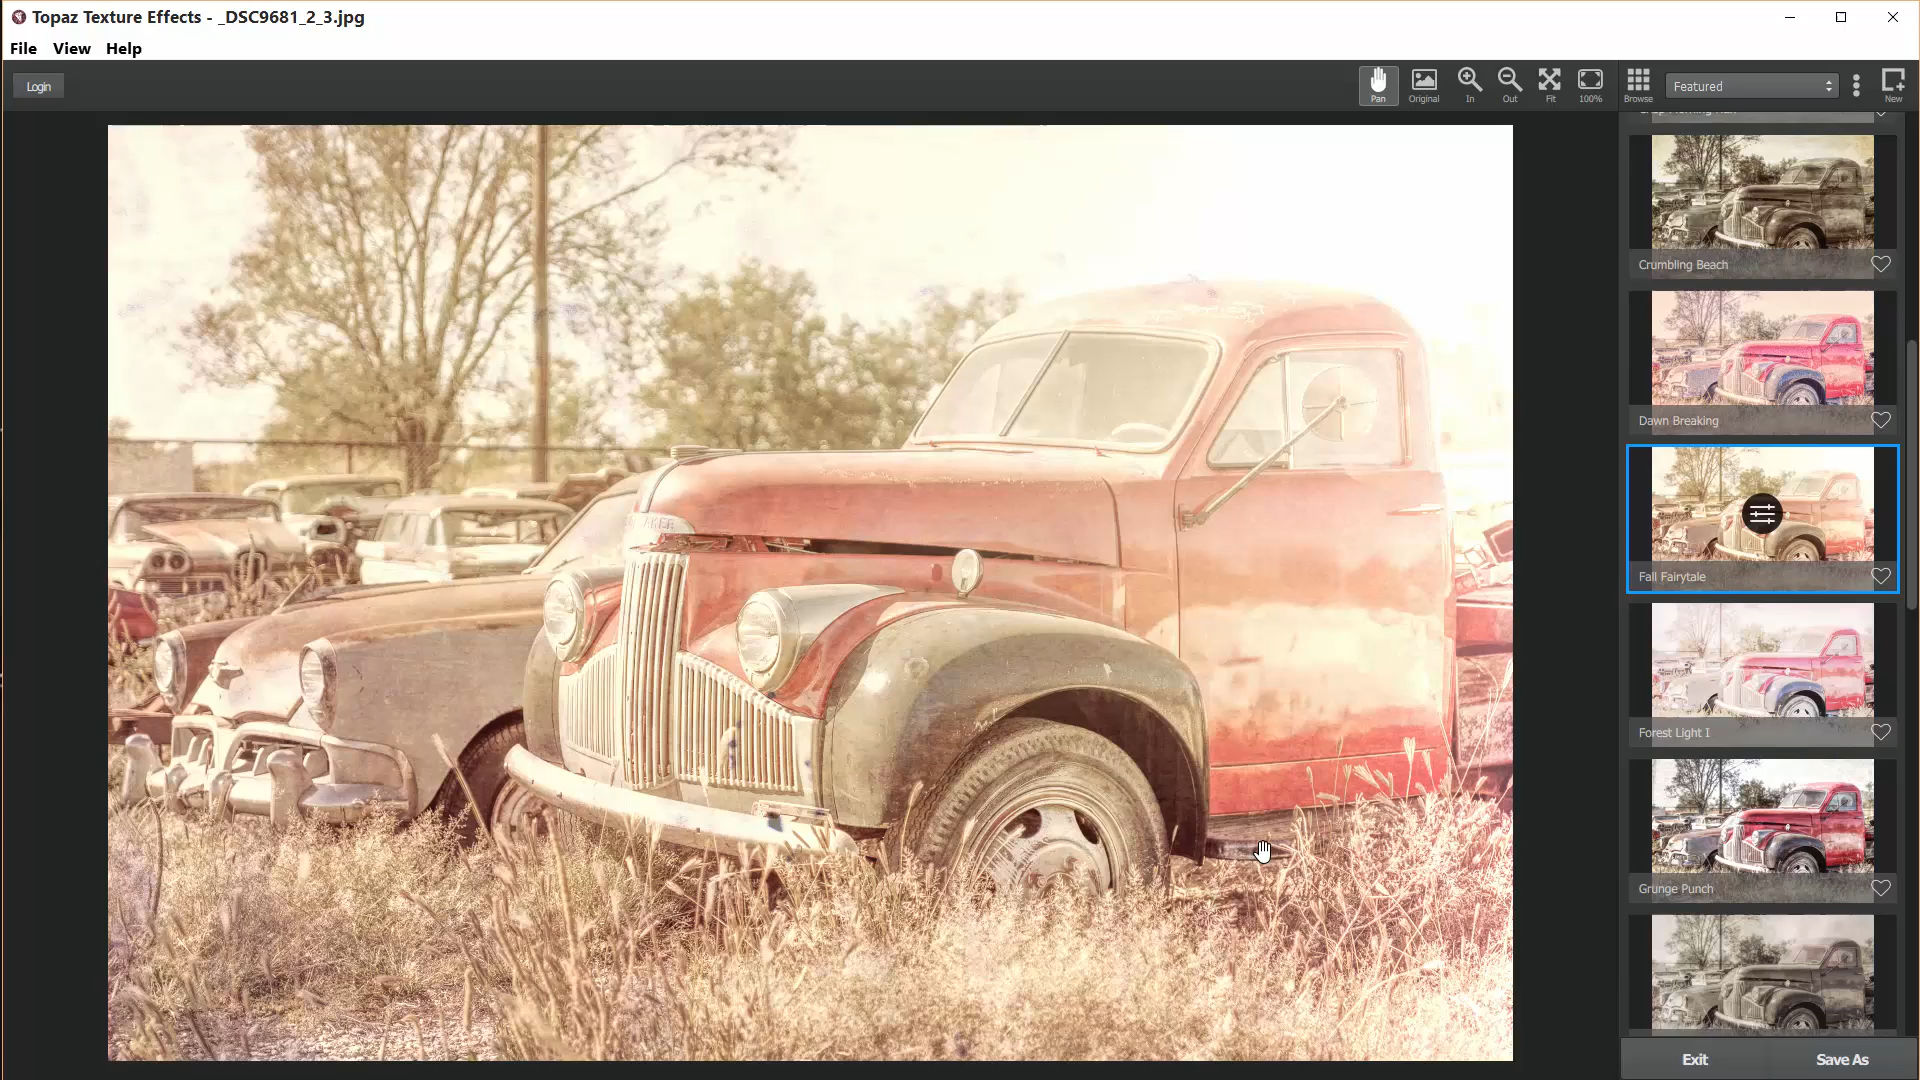 Topaz Texture Effects - _DSC9681_2_3.jpg
File View Help
Login
Pan
Original
In
Out
Fit
100%
Browse
Featured
New
Crumbling Beach
Dawn Breaking
Fall Fairytale
Forest Light I
Grunge Punch
AKER
Exit
Save As